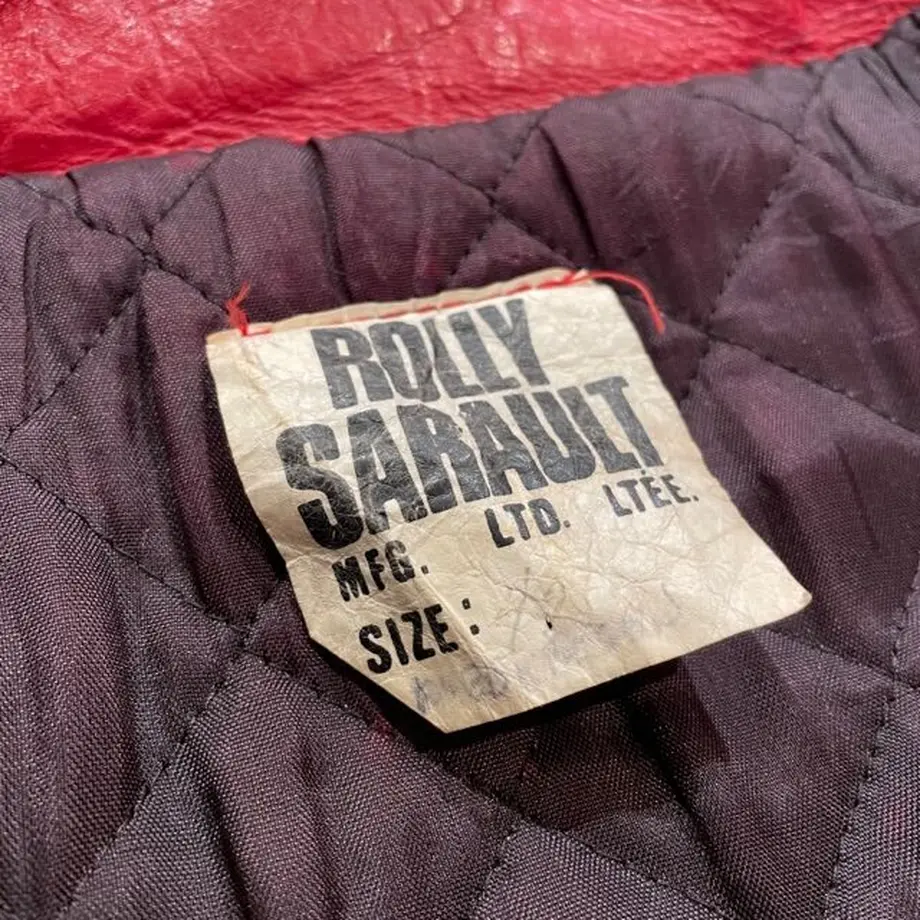 ROLLY
SARAULT
MFG. LTD. LTÉE.
SIZE: